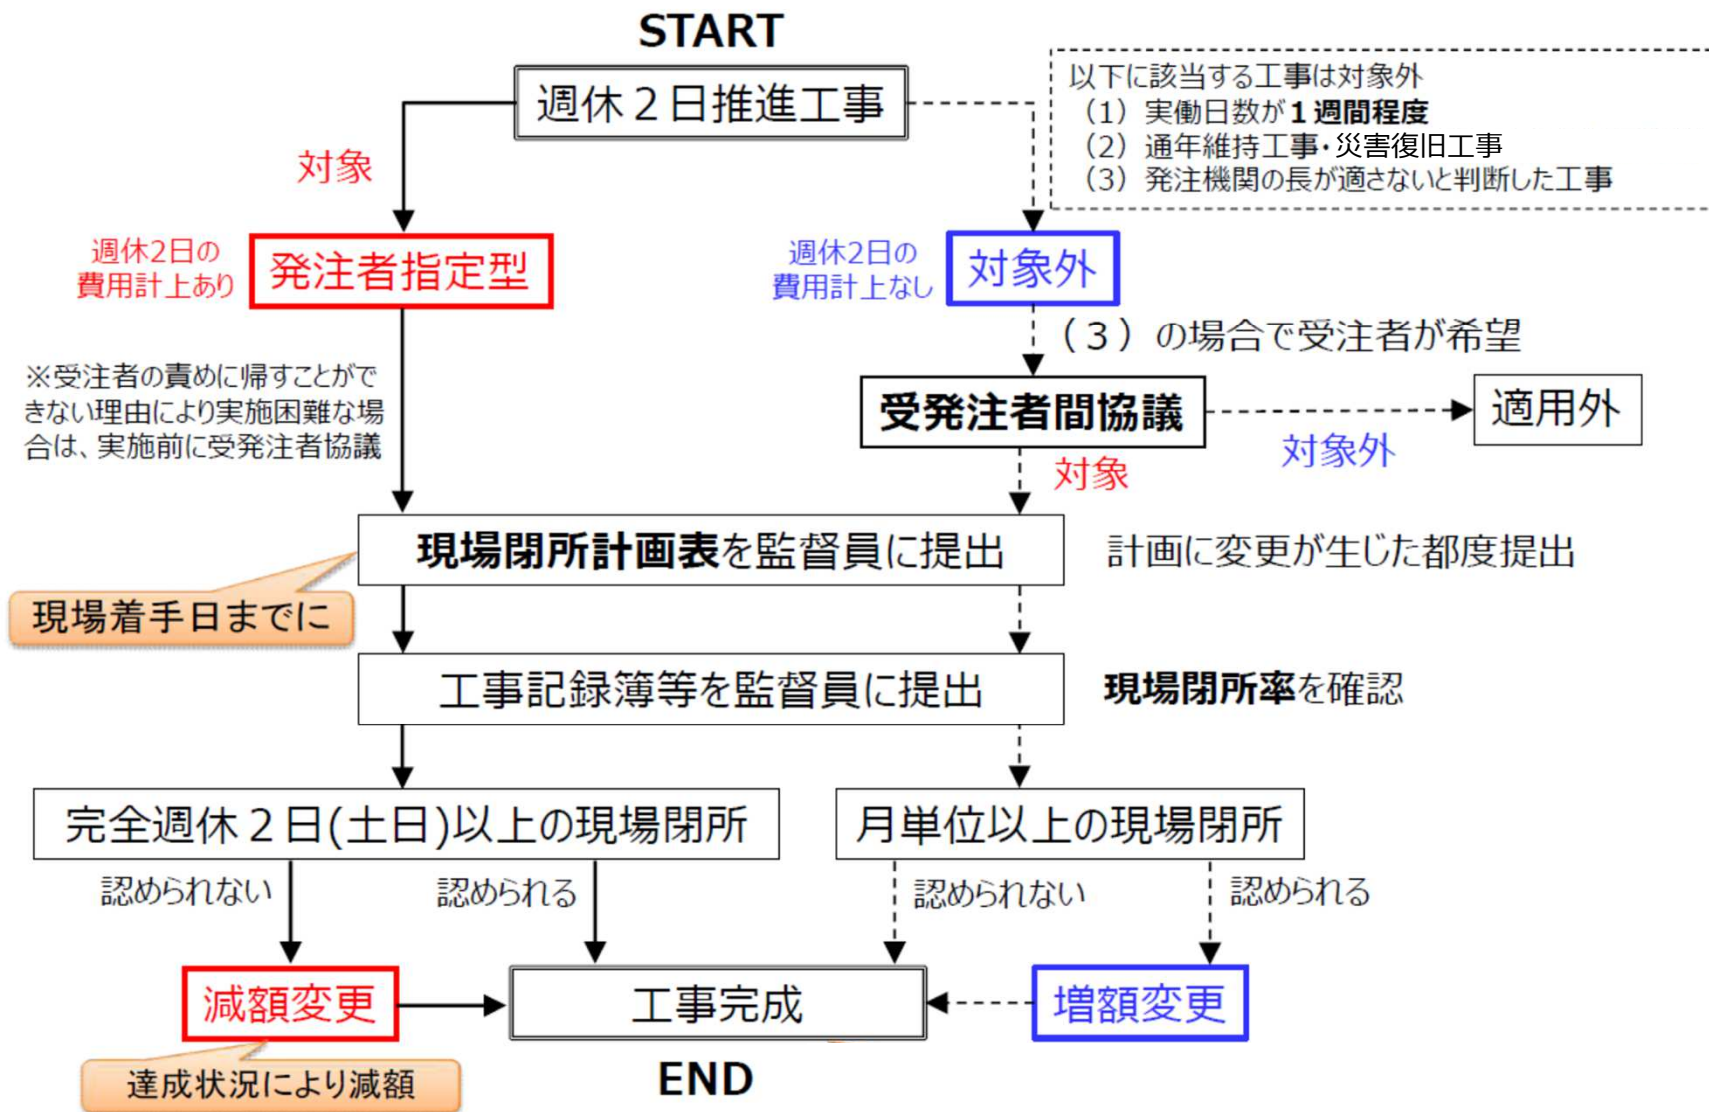 START
週休２日推進工事
以下に該当する工事は対象外
（1）実働日数が１週間程度
（2）通年維持工事・災害復旧工事
（3）発注機関の長が適さないと判断した工事
対象
週休2日の
費用計上あり
発注者指定型
週休2日の
費用計上なし
対象外
（３）の場合で受注者が希望
※受注者の責めに帰すことがで
きない理由により実施困難な場
合は、実施前に受発注者協議
受発注者間協議
適用外
対象外
対象
現場閉所計画表を監督員に提出
計画に変更が生じた都度提出
現場着手日までに
工事記録簿等を監督員に提出
現場閉所率を確認
完全週休２日(土日)以上の現場閉所
月単位以上の現場閉所
認められない
認められる
認められない
認められる
減額変更
工事完成
増額変更
達成状況により減額
END